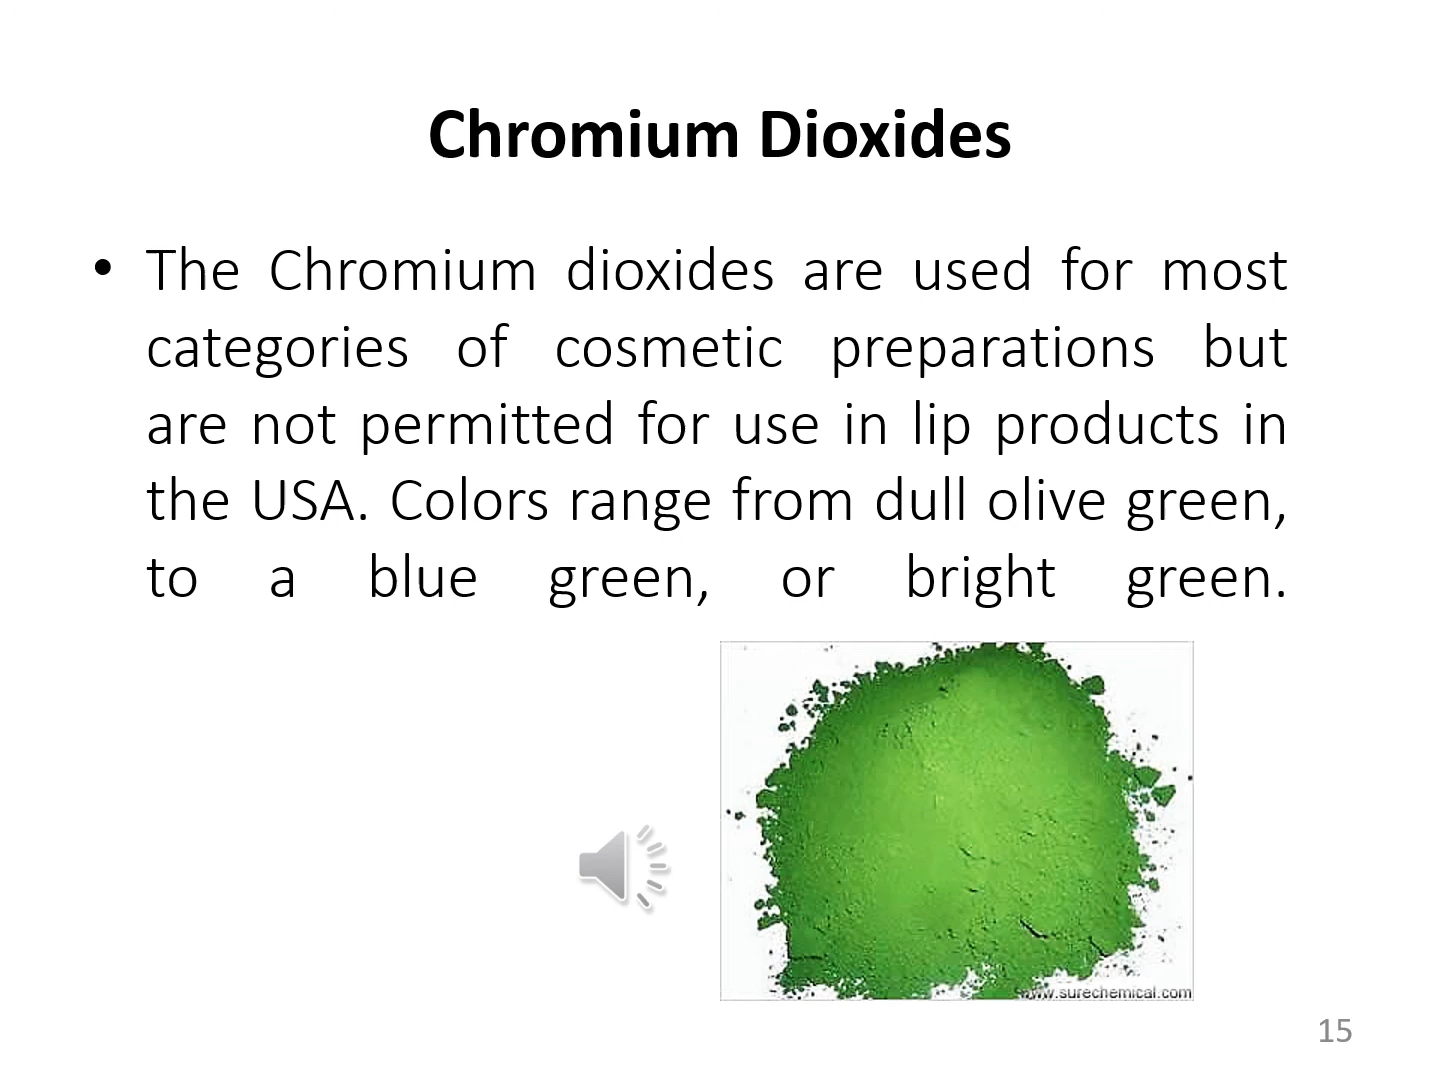 Chromium Dioxides
• The Chromium dioxides are used for most
categories of cosmetic preparations but
are not permitted for use in lip products in
the USA. Colors range from dull olive green,
to a blue green, or bright green.
www.surechemical.com
15